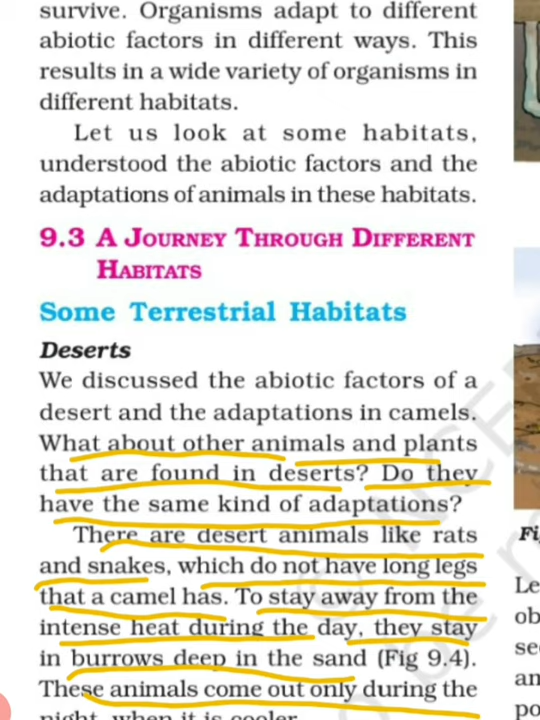 survive. Organisms adapt to different
abiotic factors in different ways. This
results in a wide variety of organisms in
different habitats.
Let us look at some habitats,
understood the abiotic factors and the
adaptations of animals in these habitats.
9.3 A JOURNEY THROUGH DIFFERENT
HABITATS
Some Terrestrial Habitats
Deserts
We discussed the abiotic factors of a
desert and the adaptations in camels.
What about other animals and plants
that are found in deserts? Do they
have the same kind of adaptations?
There are desert animals like rats
and snakes, which do not have long legs
that a camel has. To stay away from the
intense heat during the day, they stay
in burrows deep in the sand (Fig 9.4).
These animals come out only during the
night, when it is cooler.